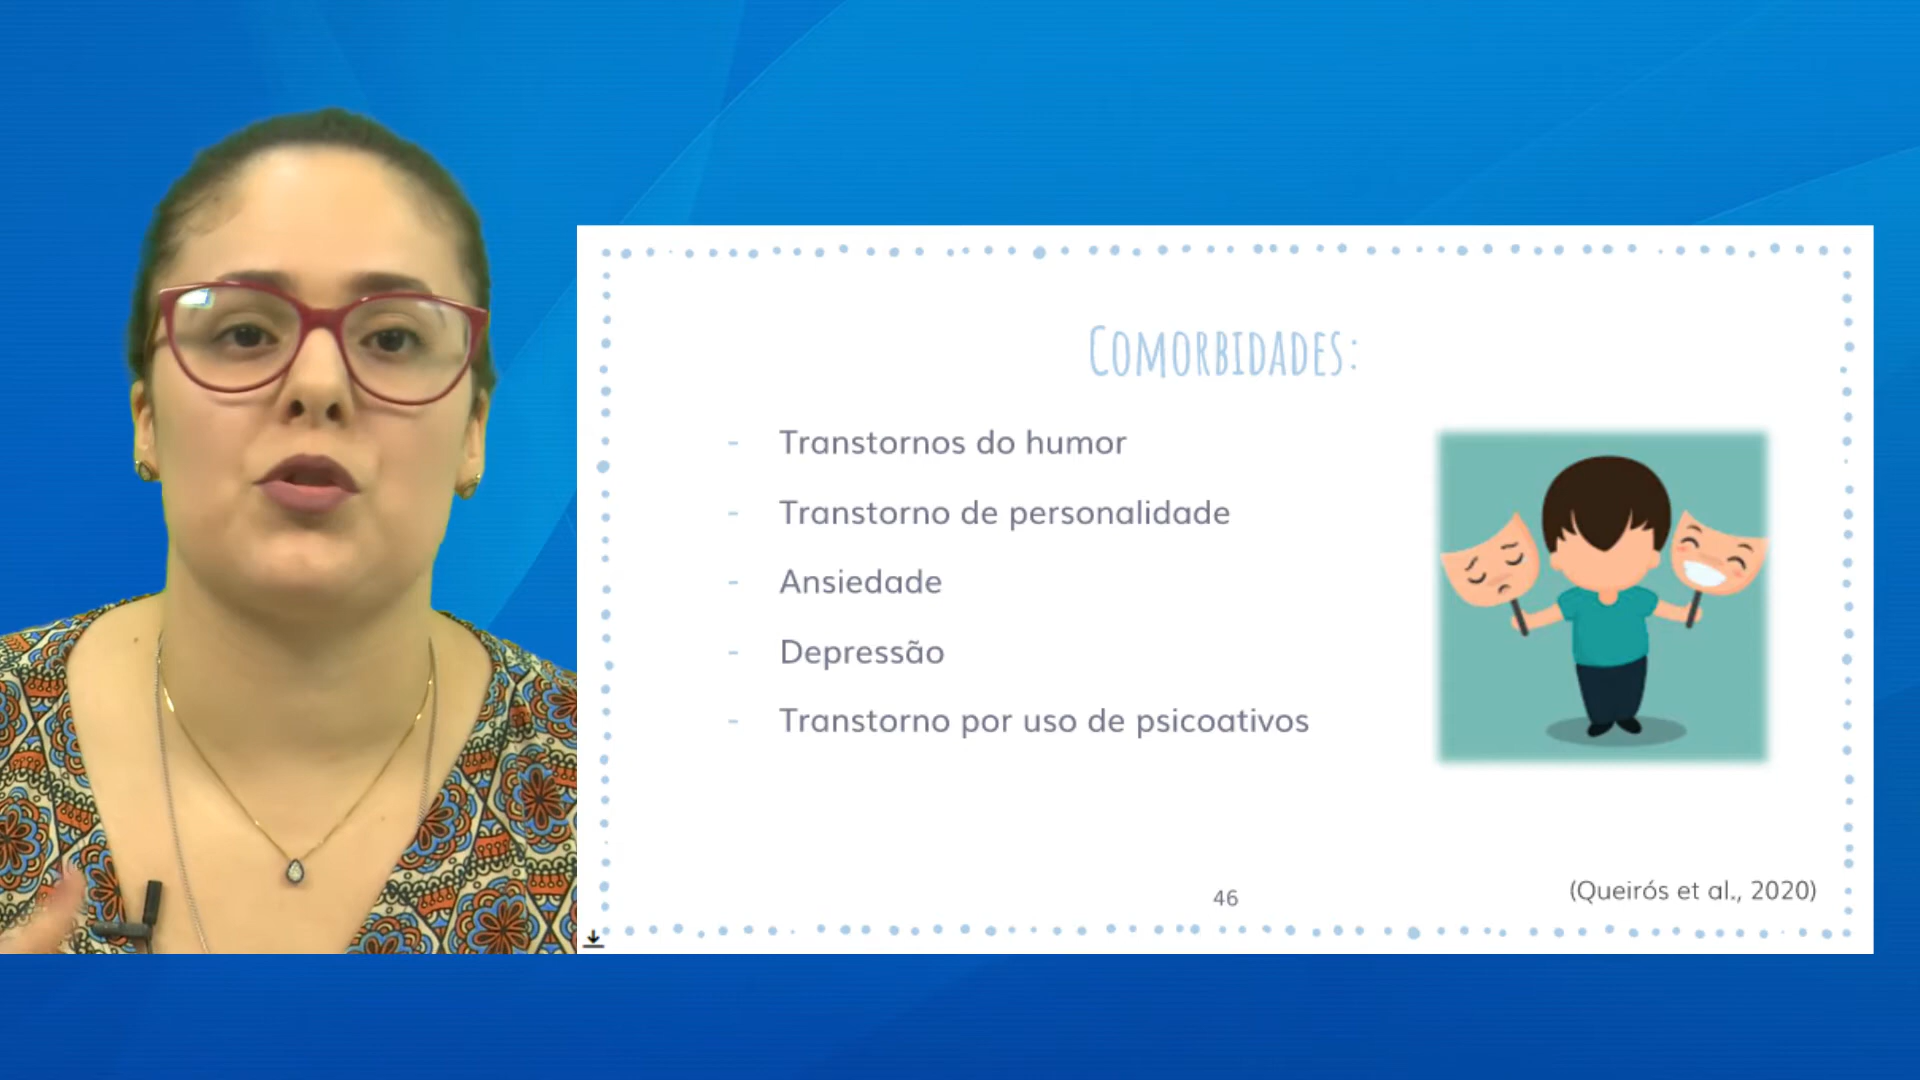 COMORBIDADES:
- Transtornos do humor
- Transtorno de personalidade
- Ansiedade
- Depressão
- Transtorno por uso de psicoativos
46
(Queirós et al., 2020)